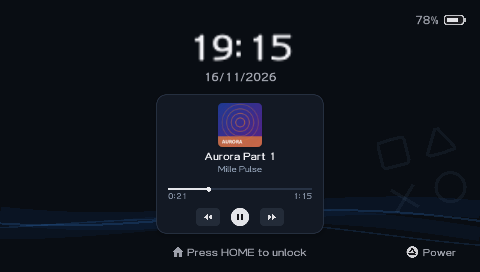 78%
19:15
16/11/2026
AURORA
Aurora Part 1
Mille Pulse
0:21 1:15
Press HOME to unlock
Power